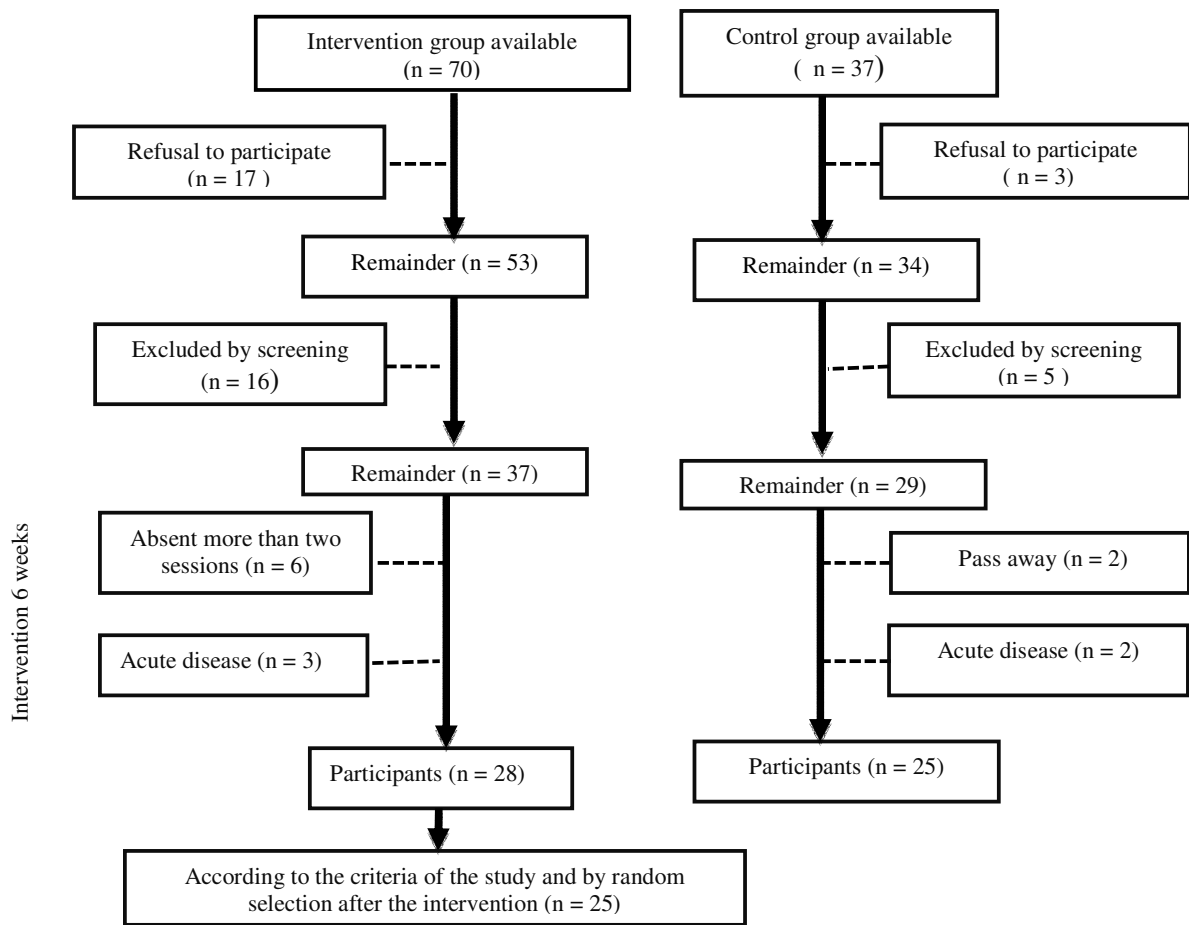 Intervention group available
(n = 70)
Control group available
( n = 37)
Refusal to participate
(n = 17 )
Refusal to participate
( n = 3)
Remainder (n = 53)
Remainder (n = 34)
Excluded by screening
(n = 16)
Excluded by screening
(n = 5 )
Remainder (n = 37)
Remainder (n = 29)
Intervention 6 weeks
Absent more than two
sessions (n = 6)
Pass away (n = 2)
Acute disease (n = 3)
Acute disease (n = 2)
Participants (n = 28)
Participants (n = 25)
According to the criteria of the study and by random
selection after the intervention (n = 25)